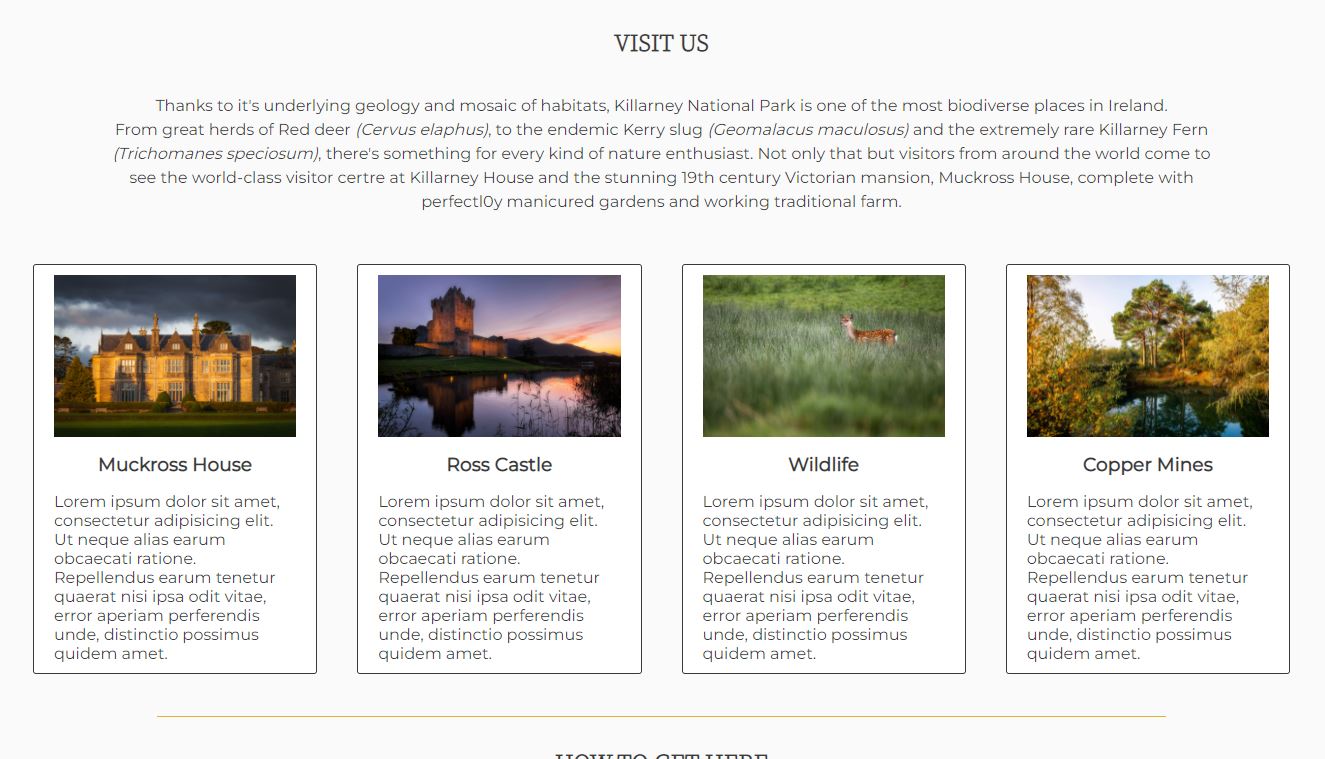 VISIT US
Thanks to it's underlying geology and mosaic of habitats, Killarney National Park is one of the most biodiverse places in Ireland.
From great herds of Red deer (Cervus elaphus), to the endemic Kerry slug (Geomalacus maculosus) and the extremely rare Killarney Fern
(Trichomanes speciosum), there's something for every kind of nature enthusiast. Not only that but visitors from around the world come to
see the world-class visitor certre at Killarney House and the stunning 19th century Victorian mansion, Muckross House, complete with
perfectl0y manicured gardens and working traditional farm.
Muckross House
Lorem ipsum dolor sit amet,
consectetur adipisicing elit.
Ut neque alias earum
obcaecati ratione.
Repellendus earum tenetur
quaerat nisi ipsa odit vitae,
error aperiam perferendis
unde, distinctio possimus
quidem amet.
Ross Castle
Lorem ipsum dolor sit amet,
consectetur adipisicing elit.
Ut neque alias earum
obcaecati ratione.
Repellendus earum tenetur
quaerat nisi ipsa odit vitae,
error aperiam perferendis
unde, distinctio possimus
quidem amet.
Wildlife
Lorem ipsum dolor sit amet,
consectetur adipisicing elit.
Ut neque alias earum
obcaecati ratione.
Repellendus earum tenetur
quaerat nisi ipsa odit vitae,
error aperiam perferendis
unde, distinctio possimus
quidem amet.
Copper Mines
Lorem ipsum dolor sit amet,
consectetur adipisicing elit.
Ut neque alias earum
obcaecati ratione.
Repellendus earum tenetur
quaerat nisi ipsa odit vitae,
error aperiam perferendis
unde, distinctio possimus
quidem amet.
HOW TO GET HERE